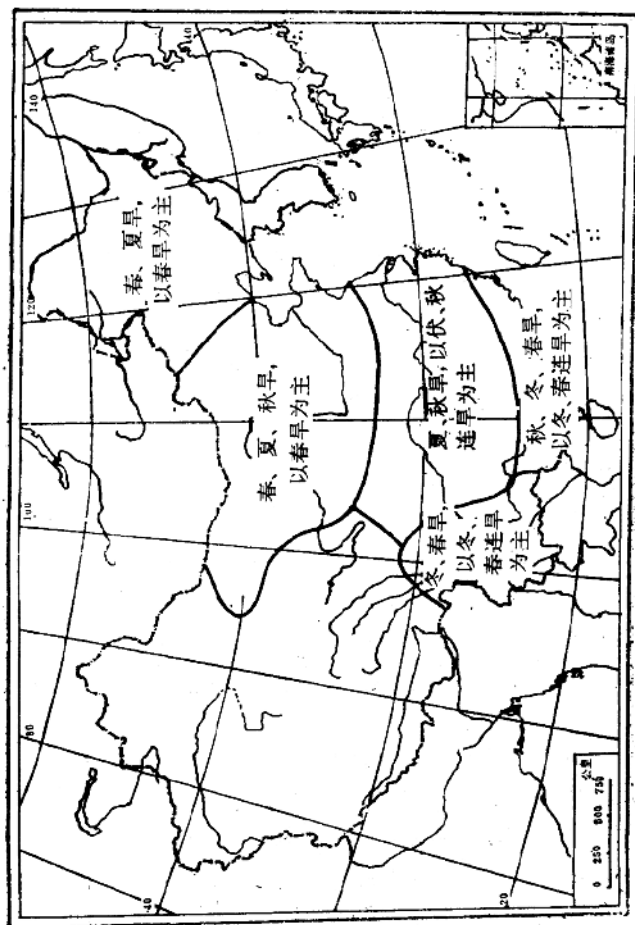 春、夏旱，
以春旱为主
春、夏、秋旱，
以春旱为主
夏、秋旱，以伏、秋
连旱为主
冬、春旱，
以冬、
春连旱
为主
秋、冬、春旱，
以冬、春连旱为主
80
100
120
140
40
40
20
公里
0 250 500 750
南海诸岛